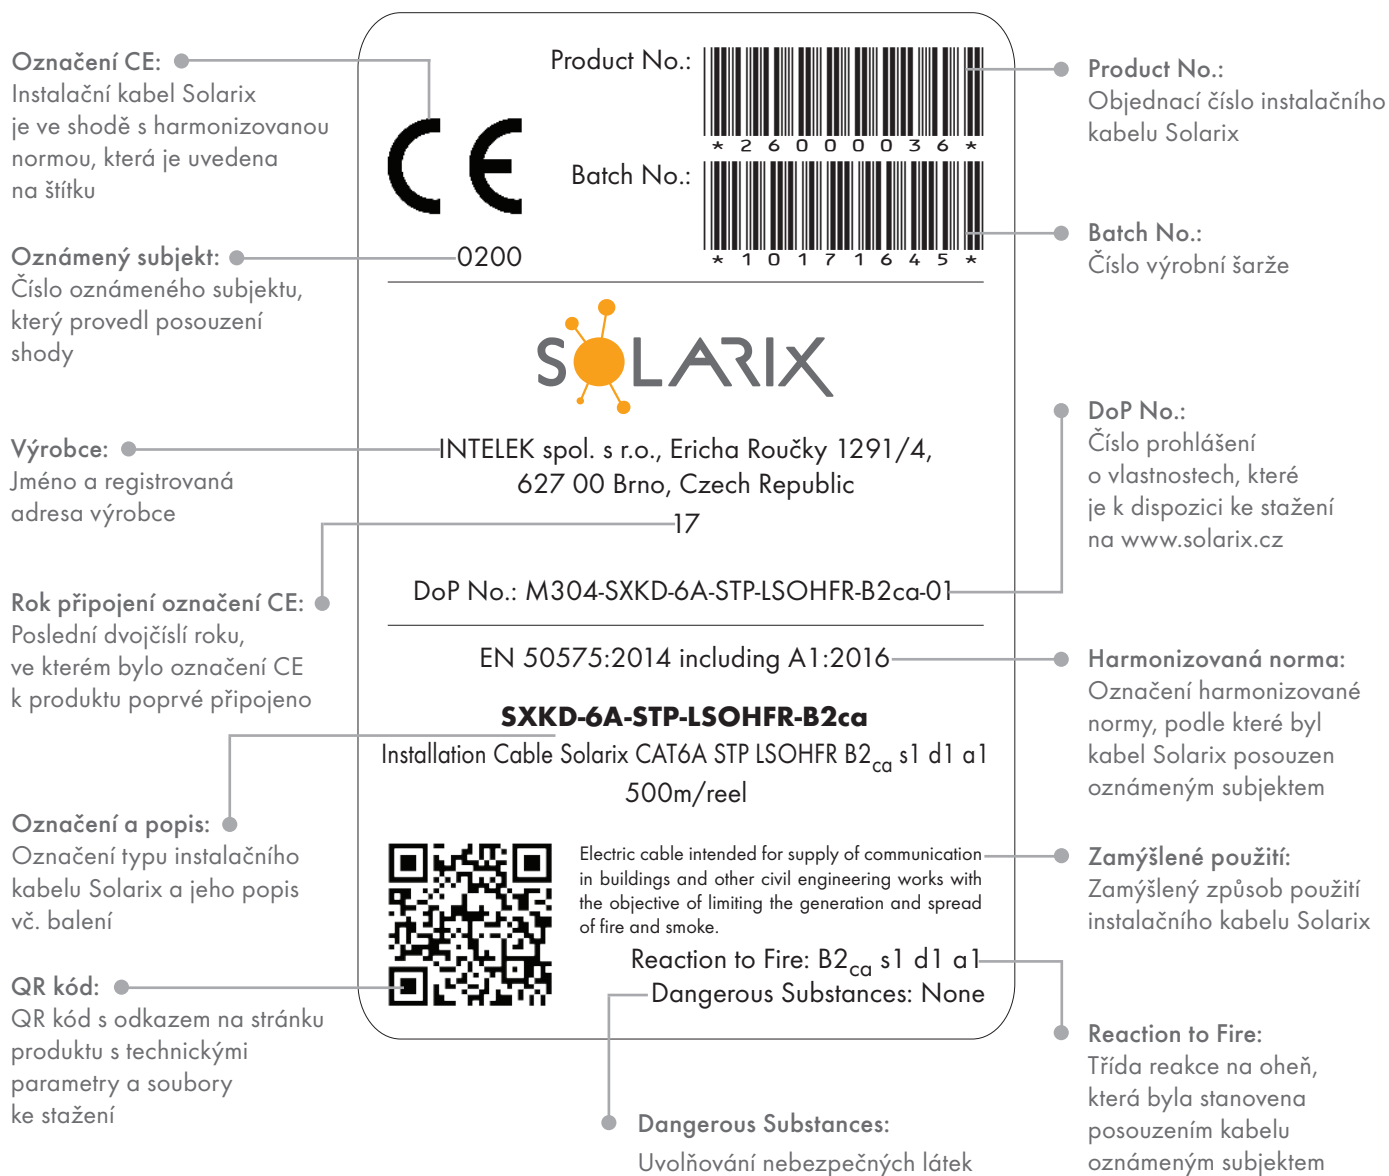 Označení CE:
Instalační kabel Solarix
je ve shodě s harmonizovanou
normou, která je uvedena
na štítku
Oznámený subjekt:
Číslo oznámeného subjektu,
který provedl posouzení
shody
Výrobce:
Jméno a registrovaná
adresa výrobce
Rok připojení označení CE:
Poslední dvojčíslí roku,
ve kterém bylo označení CE
k produktu poprvé připojeno
Označení a popis:
Označení typu instalačního
kabelu Solarix a jeho popis
vč. balení
QR kód:
QR kód s odkazem na stránku
produktu s technickými
parametry a soubory
ke stažení
CE
0200
Product No.:
*26000036*
Batch No.:
*10171645*
SOLARIX
INTELEK spol. s r.o., Ericha Roučky 1291/4,
627 00 Brno, Czech Republic
17
DoP No.: M304-SXKD-6A-STP-LSOHFR-B2ca-01
EN 50575:2014 including A1:2016
SXKD-6A-STP-LSOHFR-B2ca
Installation Cable Solarix CAT6A STP LSOHFR B2ca s1 d1 a1
500m/reel
Electric cable intended for supply of communication
in buildings and other civil engineering works with
the objective of limiting the generation and spread
of fire and smoke.
Reaction to Fire: B2ca s1 d1 a1
Dangerous Substances: None
Product No.:
Objednací číslo instalačního
kabelu Solarix
Batch No.:
Číslo výrobní šarže
DoP No.:
Číslo prohlášení
o vlastnostech, které
je k dispozici ke stažení
na www.solarix.cz
Harmonizovaná norma:
Označení harmonizované
normy, podle které byl
kabel Solarix posouzen
oznámeným subjektem
Zamýšlené použití:
Zamýšlený způsob použití
instalačního kabelu Solarix
Reaction to Fire:
Třída reakce na oheň,
která byla stanovena
posouzením kabelu
oznámeným subjektem
Dangerous Substances:
Uvolňování nebezpečných látek